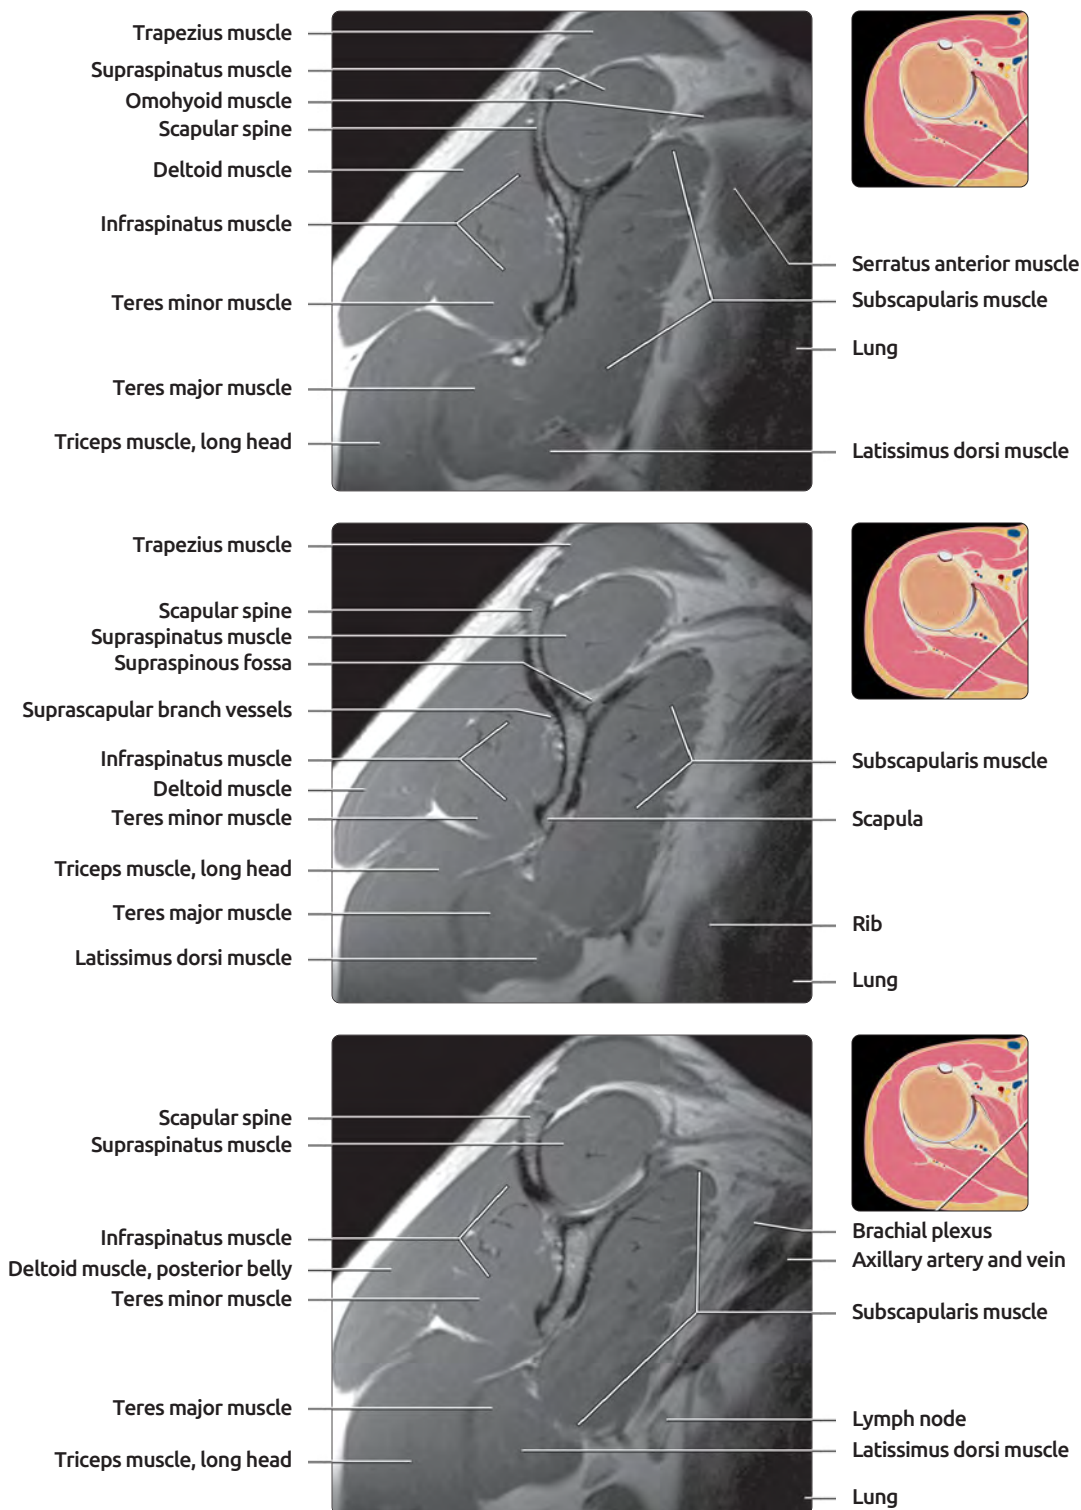 Trapezius muscle
Supraspinatus muscle
Omohyoid muscle
Scapular spine
Deltoid muscle
Infraspinatus muscle
Teres minor muscle
Teres major muscle
Triceps muscle, long head
Serratus anterior muscle
Subscapularis muscle
Lung
Latissimus dorsi muscle
Trapezius muscle
Scapular spine
Supraspinatus muscle
Supraspinous fossa
Suprascapular branch vessels
Infraspinatus muscle
Deltoid muscle
Teres minor muscle
Triceps muscle, long head
Teres major muscle
Latissimus dorsi muscle
Subscapularis muscle
Scapula
Rib
Lung
Scapular spine
Supraspinatus muscle
Infraspinatus muscle
Deltoid muscle, posterior belly
Teres minor muscle
Teres major muscle
Triceps muscle, long head
Brachial plexus
Axillary artery and vein
Subscapularis muscle
Lymph node
Latissimus dorsi muscle
Lung